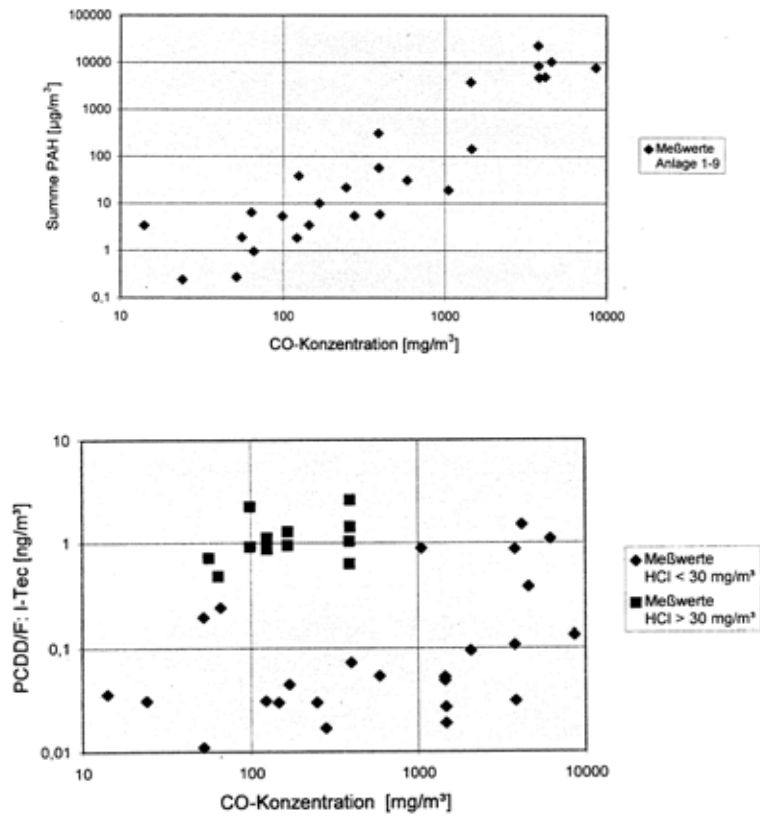 100000
10000
1000
100
10
1
0,1
Summe PAH [µg/m³]
10
100
1000
10000
CO-Konzentration [mg/m³]
Meßwerte
Anlage 1-9
10
1
0,1
0,01
PCDD/F: I-Tec [ng/m³]
10
100
1000
10000
CO-Konzentration [mg/m³]
Meßwerte
HCl < 30 mg/m³
Meßwerte
HCl > 30 mg/m³